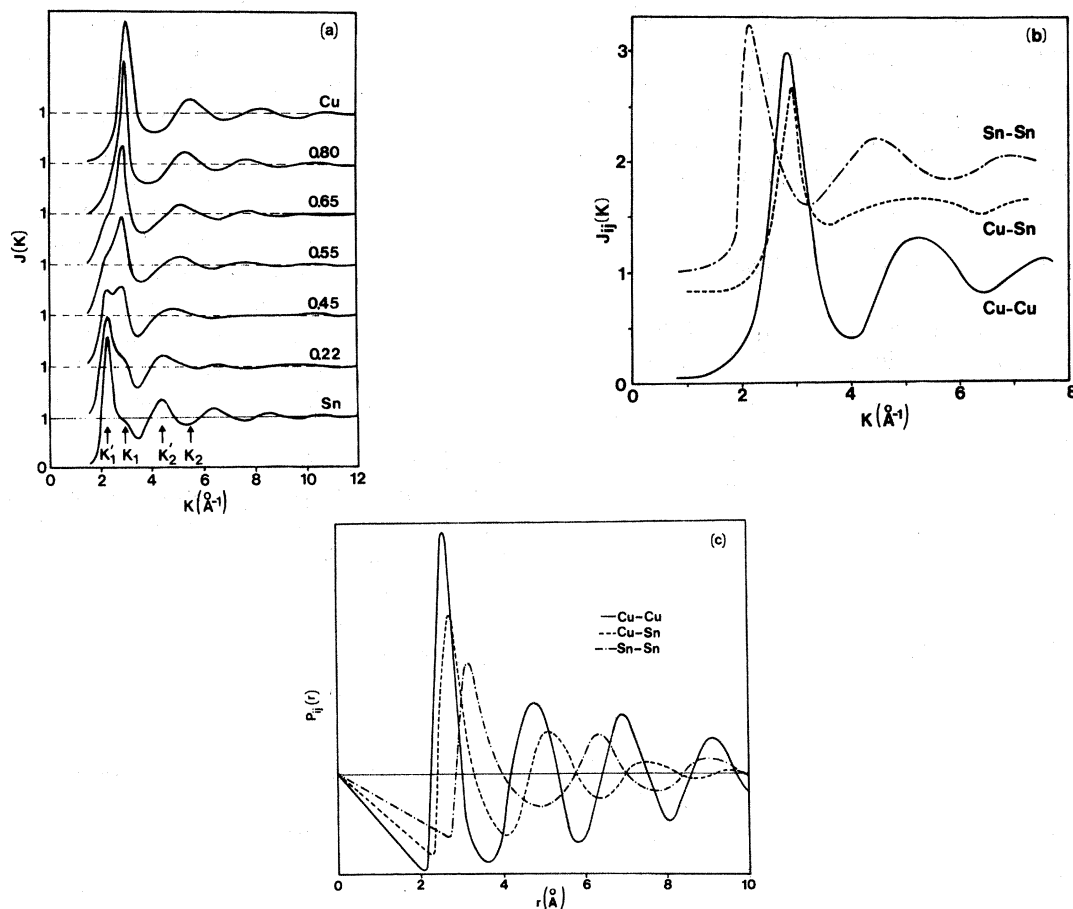 (a)
Cu
0.80
0.65
0.55
0.45
0.22
Sn
1
1
1
1
1
1
1
0
J(K)
K'₁ K₁ K'₂ K₂
0 2 4 6 8 10 12
K(Å⁻¹)
(b)
3
2
1
0
Jij(K)
Sn-Sn
Cu-Sn
Cu-Cu
2 4 6 8
K(Å⁻¹)
(c)
Cu-Cu
Cu-Sn
Sn-Sn
Pij(r)
0 2 4 6 8 10
r(Å)